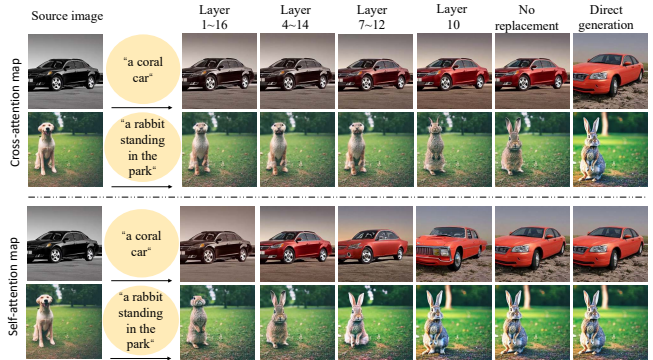 Source image
Layer
1~16
Layer
4~14
Layer
7~12
Layer
10
No
replacement
Direct
generation
Cross-attention map
“a coral
car“
“a rabbit
standing
in the
park“
Self-attention map
“a coral
car“
“a rabbit
standing
in the
park“